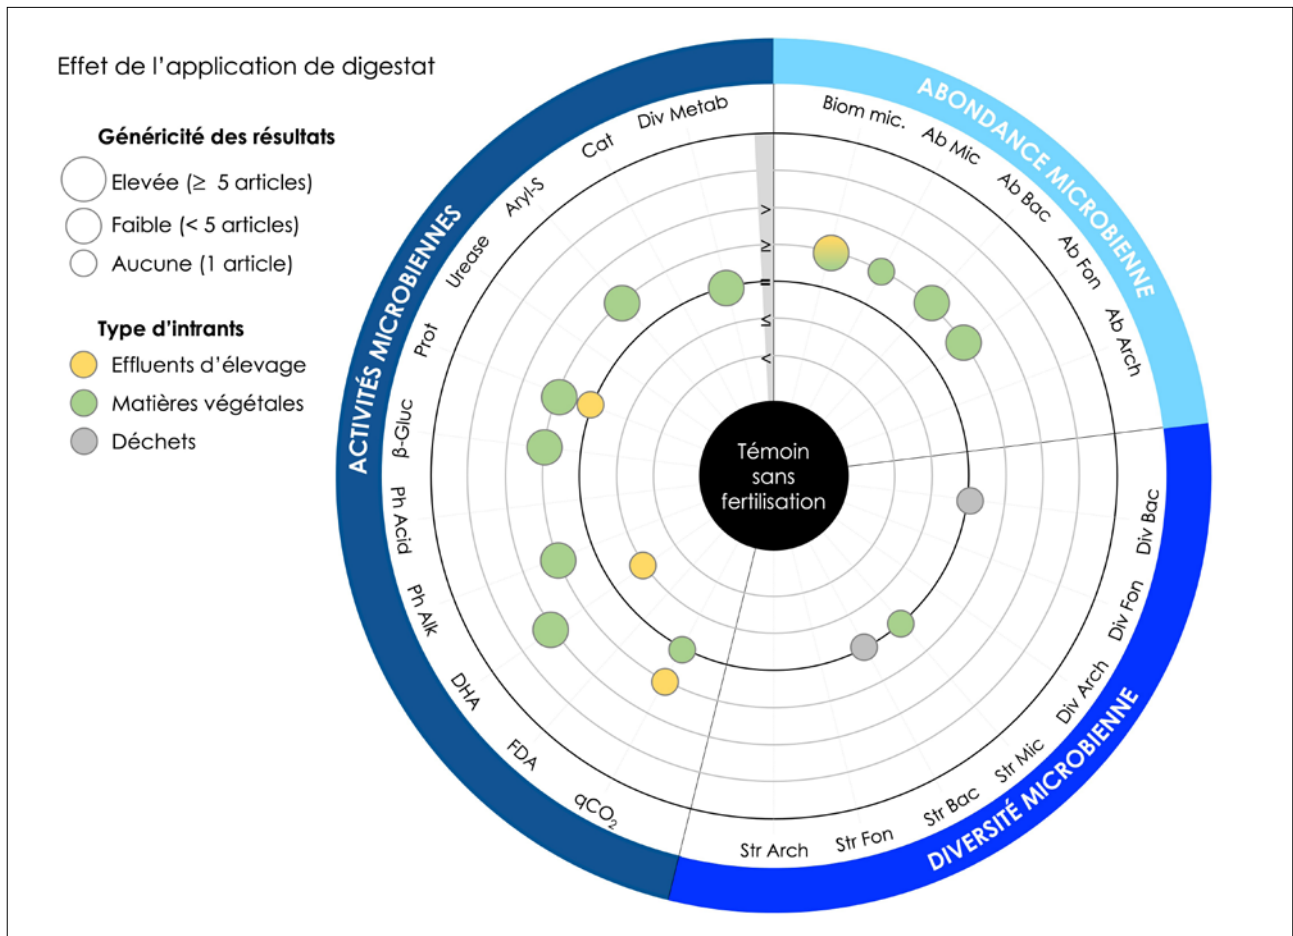 Effet de l'application de digestat
Généricité des résultats
Elevée (≥ 5 articles)
Faible (< 5 articles)
Aucune (1 article)
Type d'intrants
Effluents d'élevage
Matières végétales
Déchets
ABONDANCE MICROBIENNE
Biom mic.
Ab Mic
Ab Bac
Ab Fon
Ab Arch
DIVERSITÉ MICROBIENNE
Div Bac
Div Fon
Div Arch
Str Mic
Str Bac
Str Fon
Str Arch
ACTIVITÉS MICROBIENNES
qCO₂
FDA
DHA
Ph Alk
Ph Acid
β-Gluc
Prot
Urease
Aryl-S
Cat
Div Metab
>
≥
=
≤
<
Témoin
sans
fertilisation